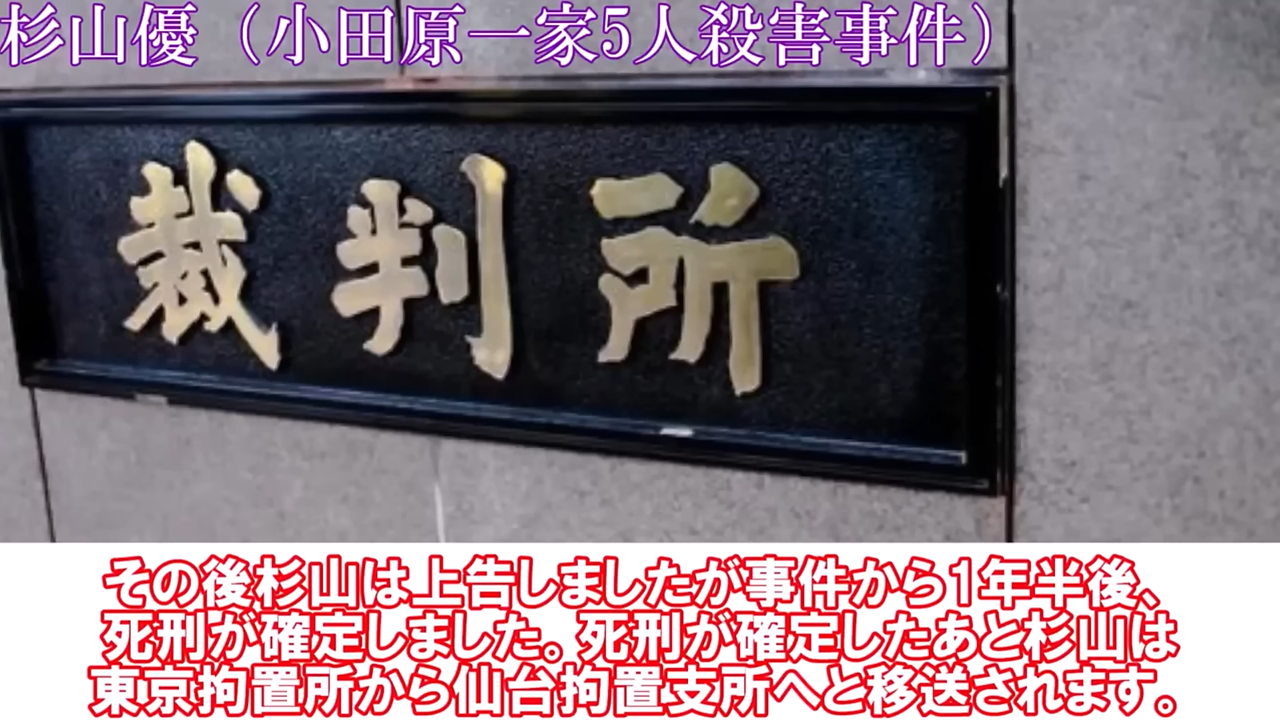 杉山優（小田原一家5人殺害事件）
裁判所
その後杉山は上告しましたが事件から1年半後、
死刑が確定しました。死刑が確定したあと杉山は
東京拘置所から仙台拘置支所へと移送されます。